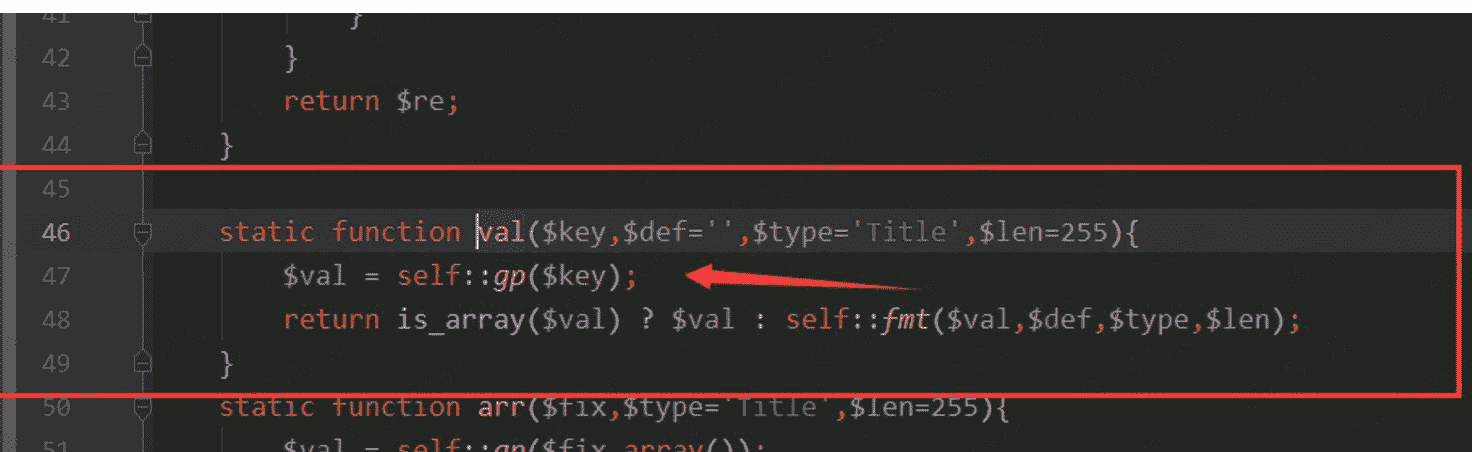 41 }
42 }
43 return $re;
44 }
45
46 static function val($key,$def='',$type='Title',$len=255){
47 $val = self::gp($key);
48 return is_array($val) ? $val : self::fmt($val,$def,$type,$len);
49 }
50 static function arr($fix,$type='Title',$len=255){
51 $val = self::gp($fix,array());